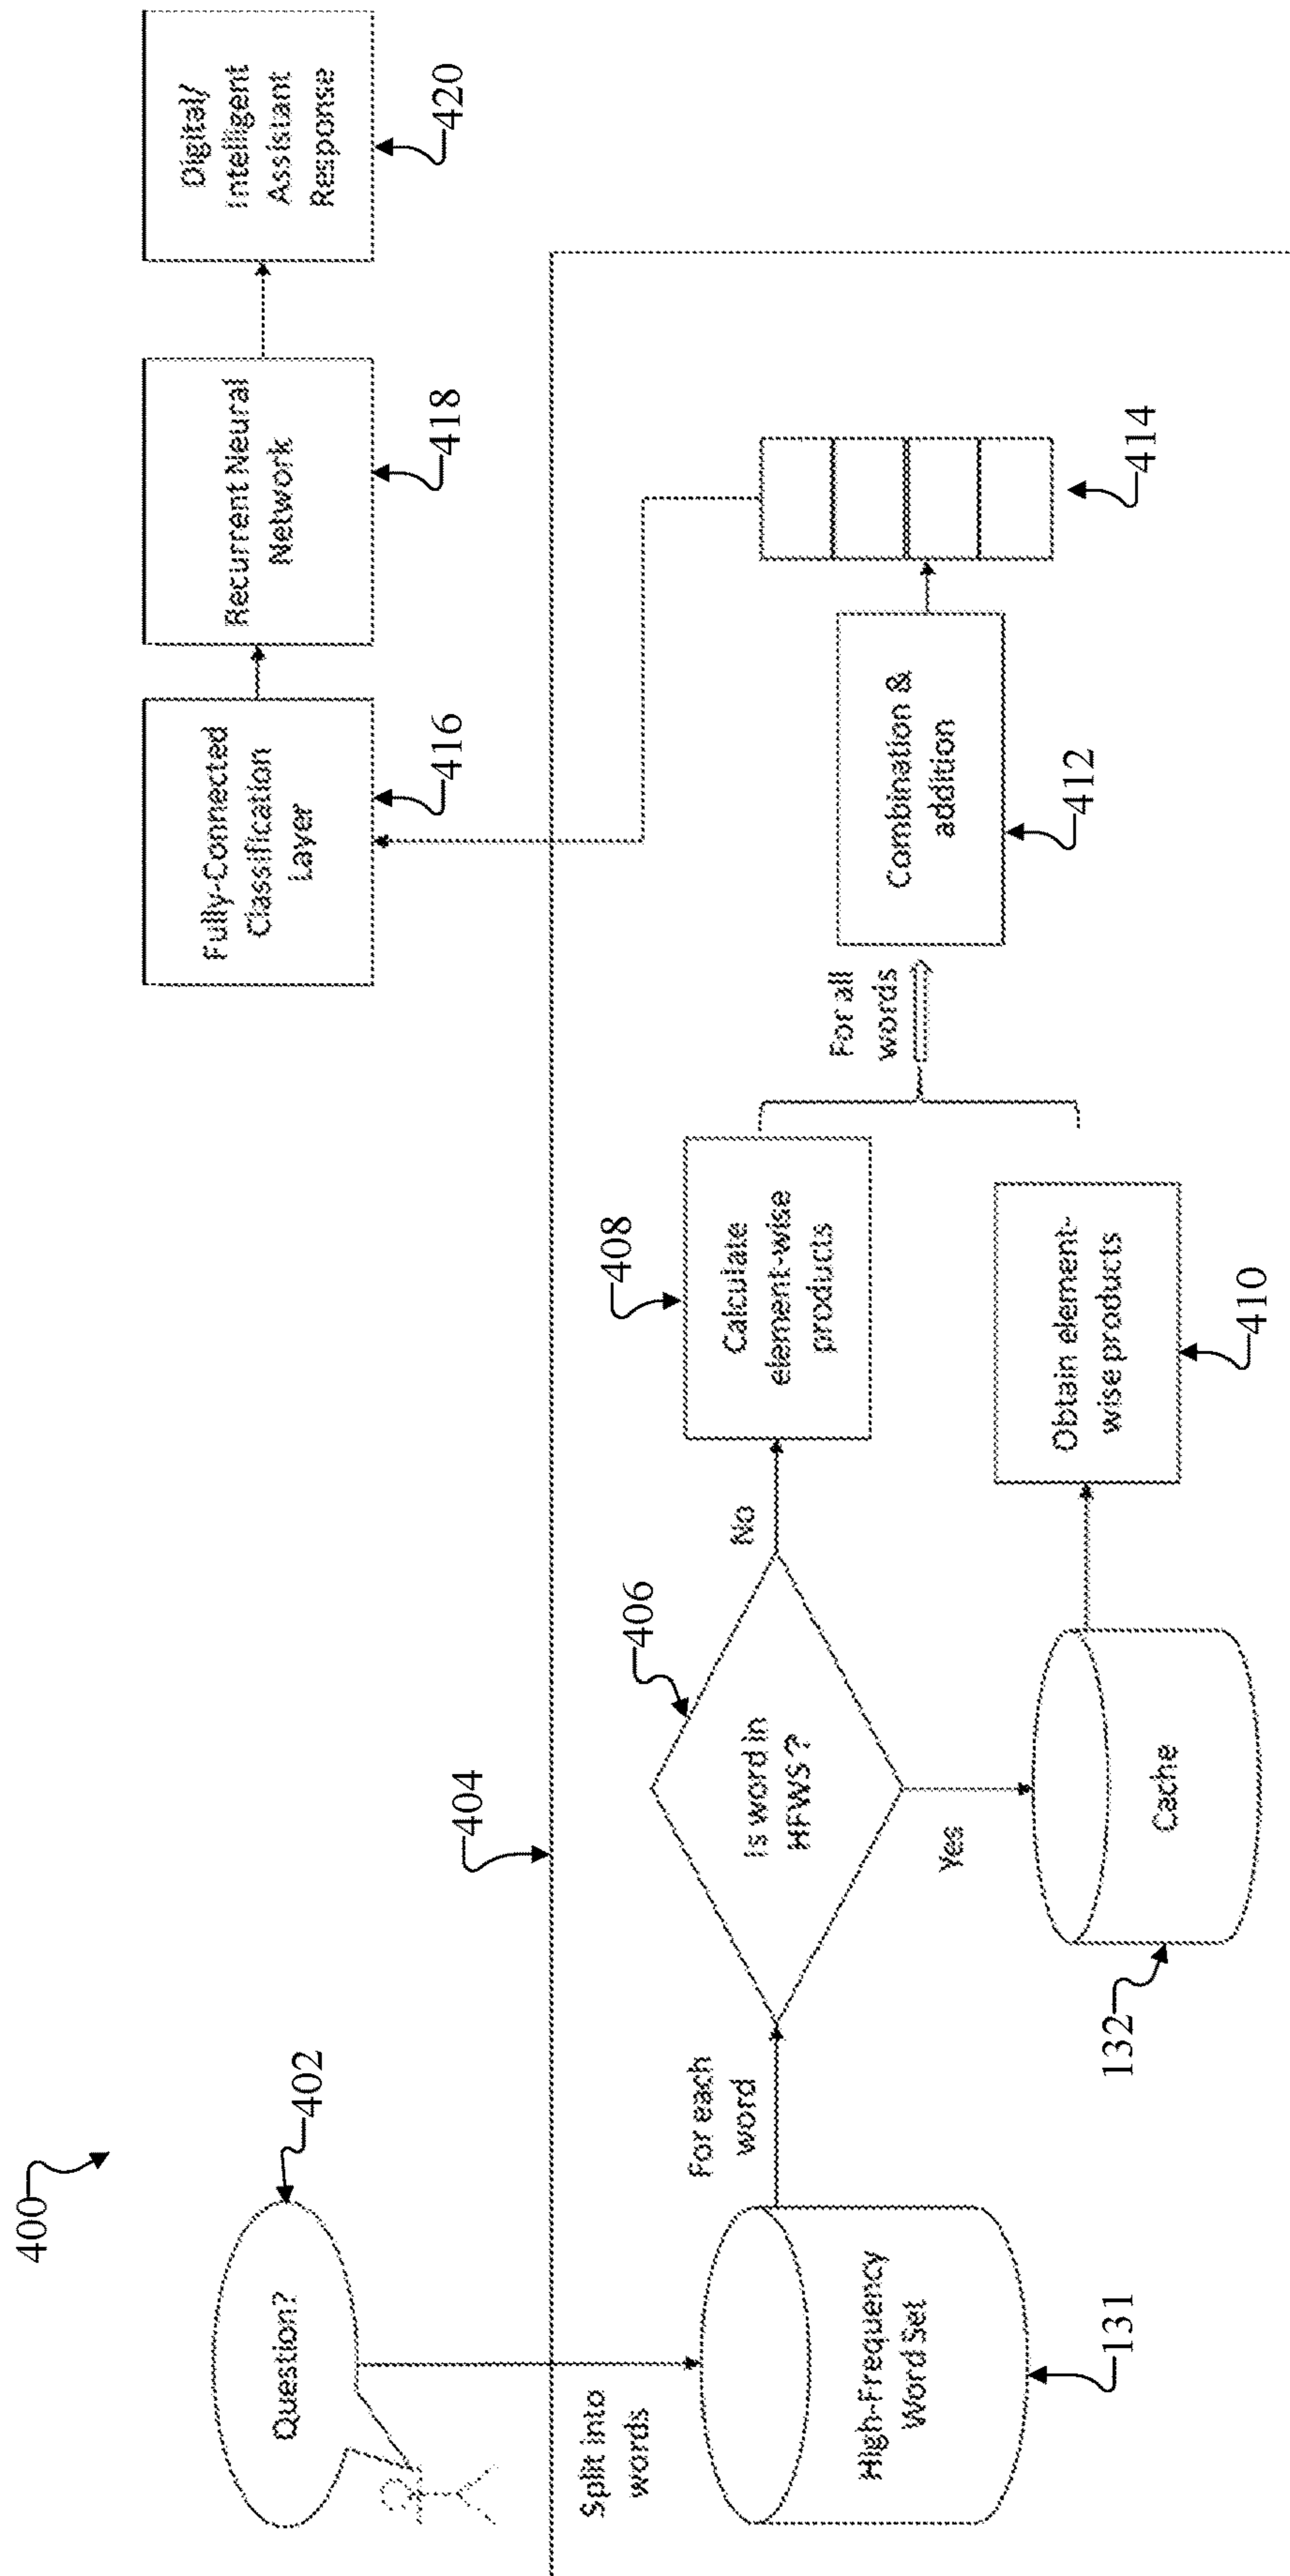 400
Question?
402
Split into
words
High-Frequency
Word Set
131
404
For each
word
Is word in
HFWS?
406
No
Yes
Cache
132
Calculate
element-wise
products
408
Obtain element-
wise products
410
For all
words
Combination &
addition
412
414
Fully-Connected
Classification
Layer
416
Recurrent Neural
Network
418
Digital/
Intelligent
Assistant
Response
420